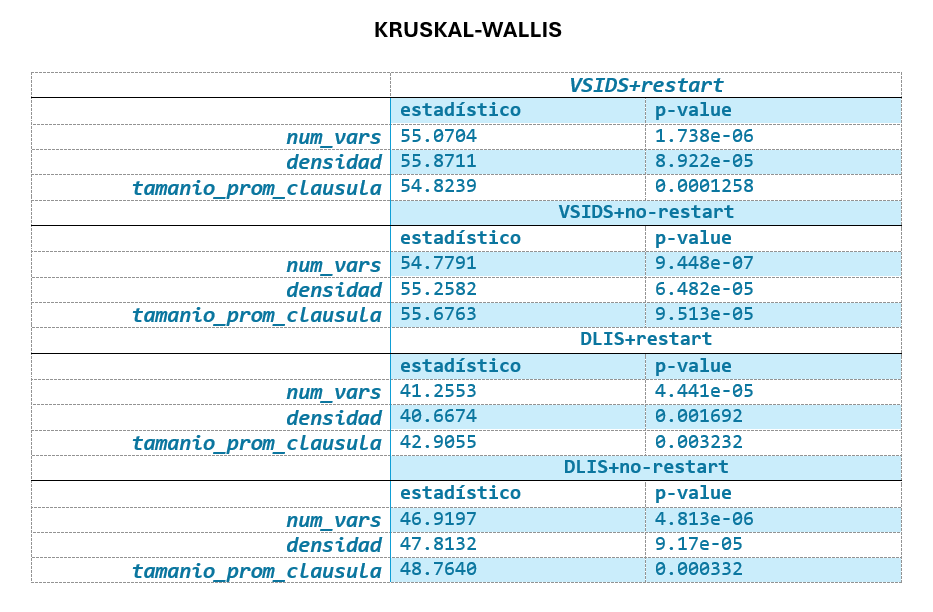 KRUSKAL-WALLIS
VSIDS+restart
estadístico p-value
num_vars 55.0704 1.738e-06
densidad 55.8711 8.922e-05
tamanio_prom_clausula 54.8239 0.0001258
VSIDS+no-restart
estadístico p-value
num_vars 54.7791 9.448e-07
densidad 55.2582 6.482e-05
tamanio_prom_clausula 55.6763 9.513e-05
DLIS+restart
estadístico p-value
num_vars 41.2553 4.441e-05
densidad 40.6674 0.001692
tamanio_prom_clausula 42.9055 0.003232
DLIS+no-restart
estadístico p-value
num_vars 46.9197 4.813e-06
densidad 47.8132 9.17e-05
tamanio_prom_clausula 48.7640 0.000332